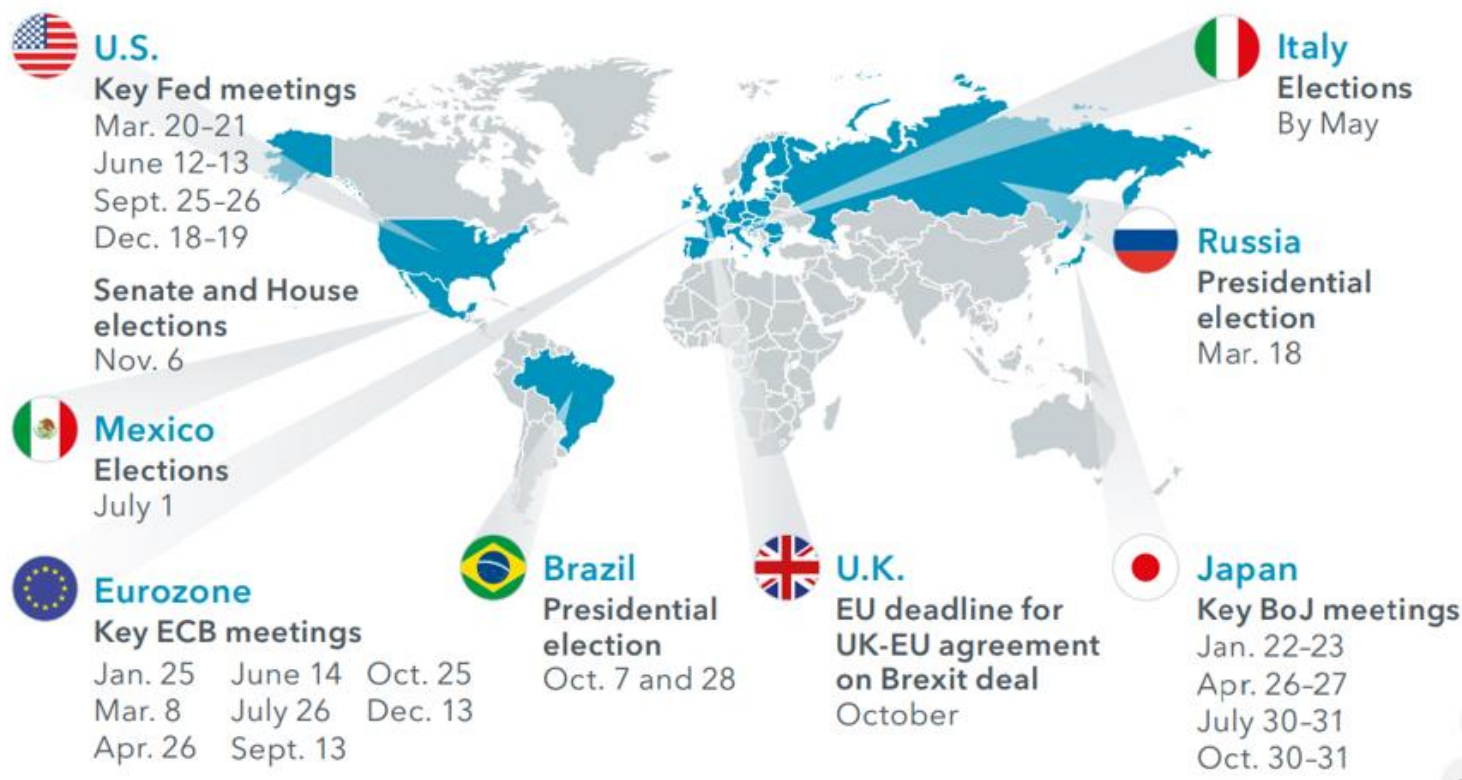 U.S.
Key Fed meetings
Mar. 20–21
June 12–13
Sept. 25–26
Dec. 18–19
Senate and House
elections
Nov. 6
Mexico
Elections
July 1
Eurozone
Key ECB meetings
Jan. 25 June 14 Oct. 25
Mar. 8 July 26 Dec. 13
Apr. 26 Sept. 13
Brazil
Presidential
election
Oct. 7 and 28
U.K.
EU deadline for
UK-EU agreement
on Brexit deal
October
Italy
Elections
By May
Russia
Presidential
election
Mar. 18
Japan
Key BoJ meetings
Jan. 22–23
Apr. 26–27
July 30–31
Oct. 30–31